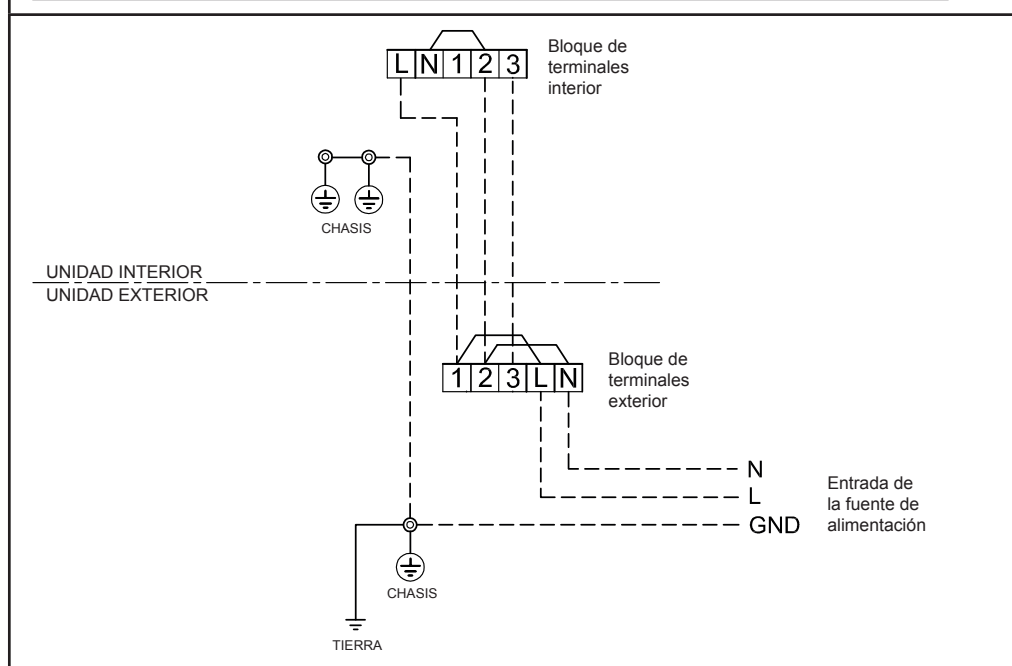 L N 1 2 3
Bloque de
terminales
interior
CHASIS
UNIDAD INTERIOR
UNIDAD EXTERIOR
1 2 3 L N
Bloque de
terminales
exterior
N
L
GND
Entrada de
la fuente de
alimentación
CHASIS
TIERRA